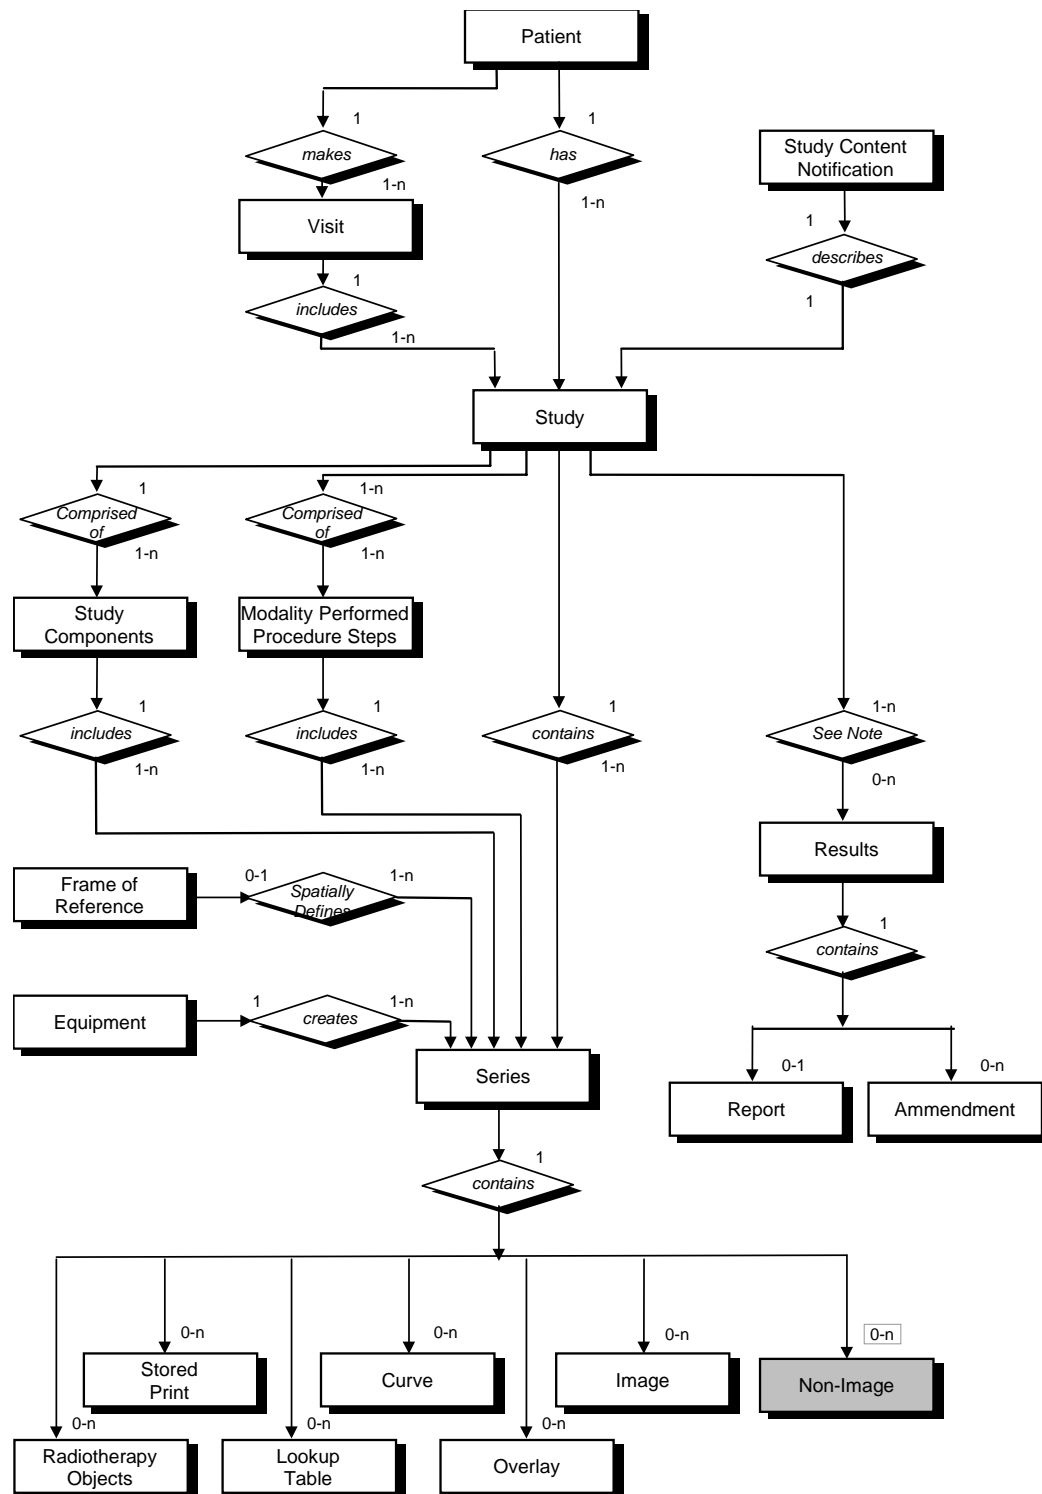 Patient
1
1
makes
has
Study Content
Notification
1-n
1-n
Visit
1
describes
1
1
includes
1-n
Study
1
1-n
Comprised
of
Comprised
of
1-n
1-n
Study
Components
Modality Performed
Procedure Steps
1
1
1
1-n
includes
includes
contains
See Note
1-n
1-n
1-n
0-n
Results
Frame of
Reference
0-1
Spatially
Defines
1-n
1
contains
Equipment
1
creates
1-n
0-1
0-n
Series
Report
Ammendment
1
contains
0-n
0-n
0-n
0-n
Stored
Print
Curve
Image
Non-Image
0-n
0-n
0-n
Radiotherapy
Objects
Lookup
Table
Overlay